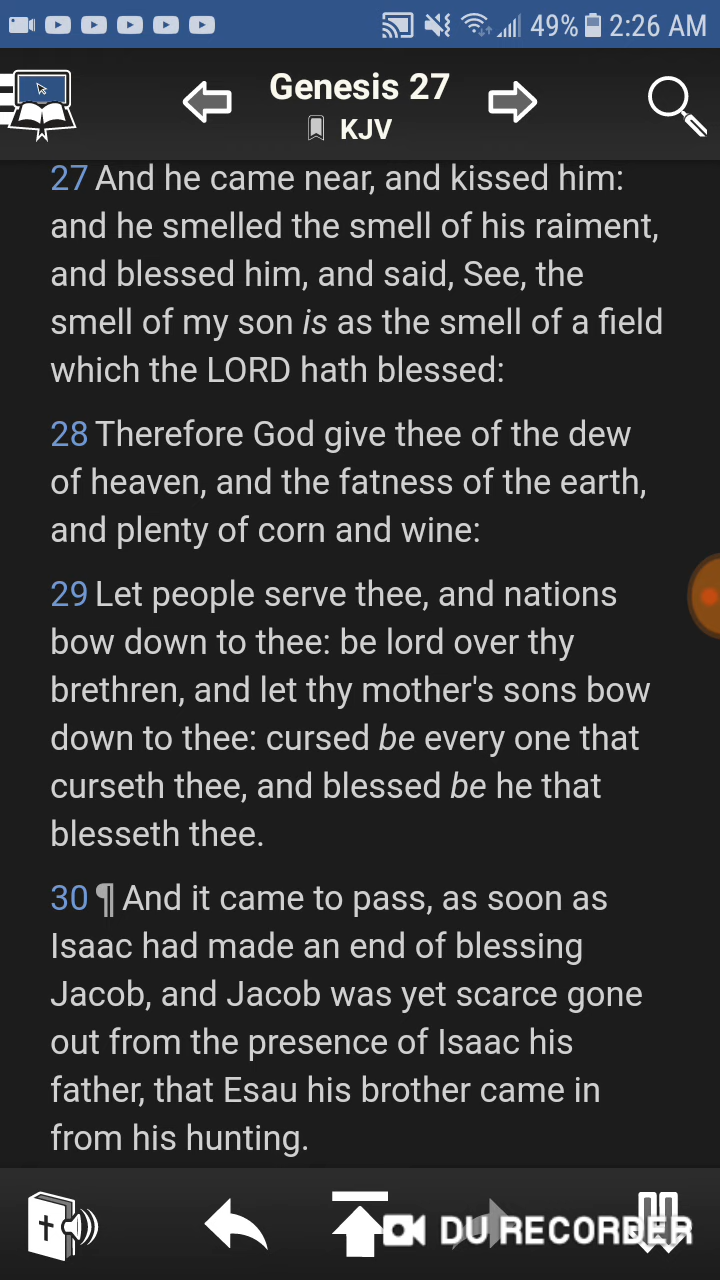 49% 2:26 AM
Genesis 27
KJV
27 And he came near, and kissed him:
and he smelled the smell of his raiment,
and blessed him, and said, See, the
smell of my son is as the smell of a field
which the LORD hath blessed:
28 Therefore God give thee of the dew
of heaven, and the fatness of the earth,
and plenty of corn and wine:
29 Let people serve thee, and nations
bow down to thee: be lord over thy
brethren, and let thy mother's sons bow
down to thee: cursed be every one that
curseth thee, and blessed be he that
blesseth thee.
30 ¶ And it came to pass, as soon as
Isaac had made an end of blessing
Jacob, and Jacob was yet scarce gone
out from the presence of Isaac his
father, that Esau his brother came in
from his hunting.
DU RECORDER